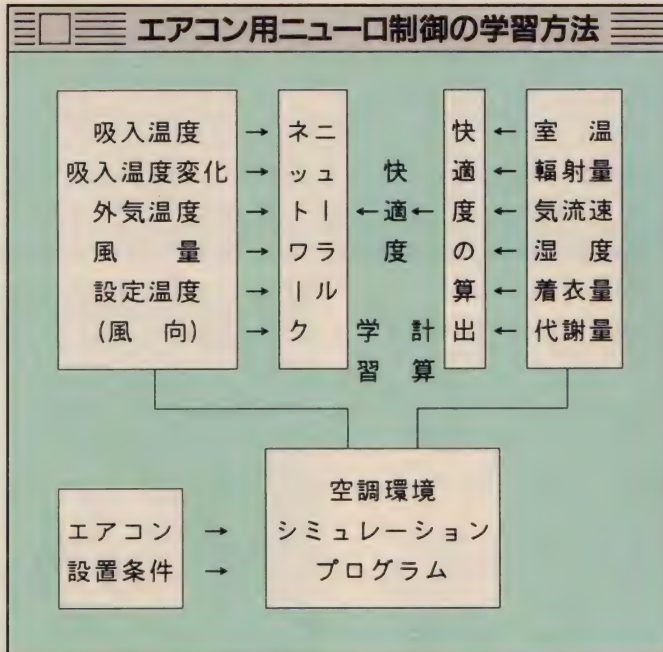 エアコン用ニューロ制御の学習方法
吸入温度 →
吸入温度変化 →
外気温度 →
風量 →
設定温度 →
(風向) →
ニューラル
ネットワーク
←快適度←
学習
計算
快適度の算出
← 室温
← 輻射量
← 気流速
← 湿度
← 着衣量
← 代謝量
エアコン →
設置条件 →
空調環境
シミュレーション
プログラム